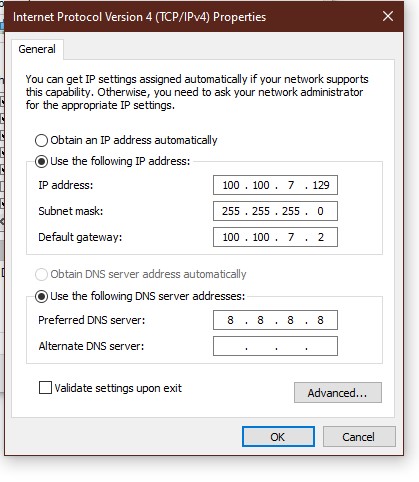 Internet Protocol Version 4 (TCP/IPv4) Properties
General
You can get IP settings assigned automatically if your network supports
this capability. Otherwise, you need to ask your network administrator
for the appropriate IP settings.
Obtain an IP address automatically
Use the following IP address:
IP address: 100 . 100 . 7 . 129
Subnet mask: 255 . 255 . 255 . 0
Default gateway: 100 . 100 . 7 . 2
Obtain DNS server address automatically
Use the following DNS server addresses:
Preferred DNS server: 8 . 8 . 8 . 8
Alternate DNS server: . . .
Validate settings upon exit
Advanced...
OK Cancel